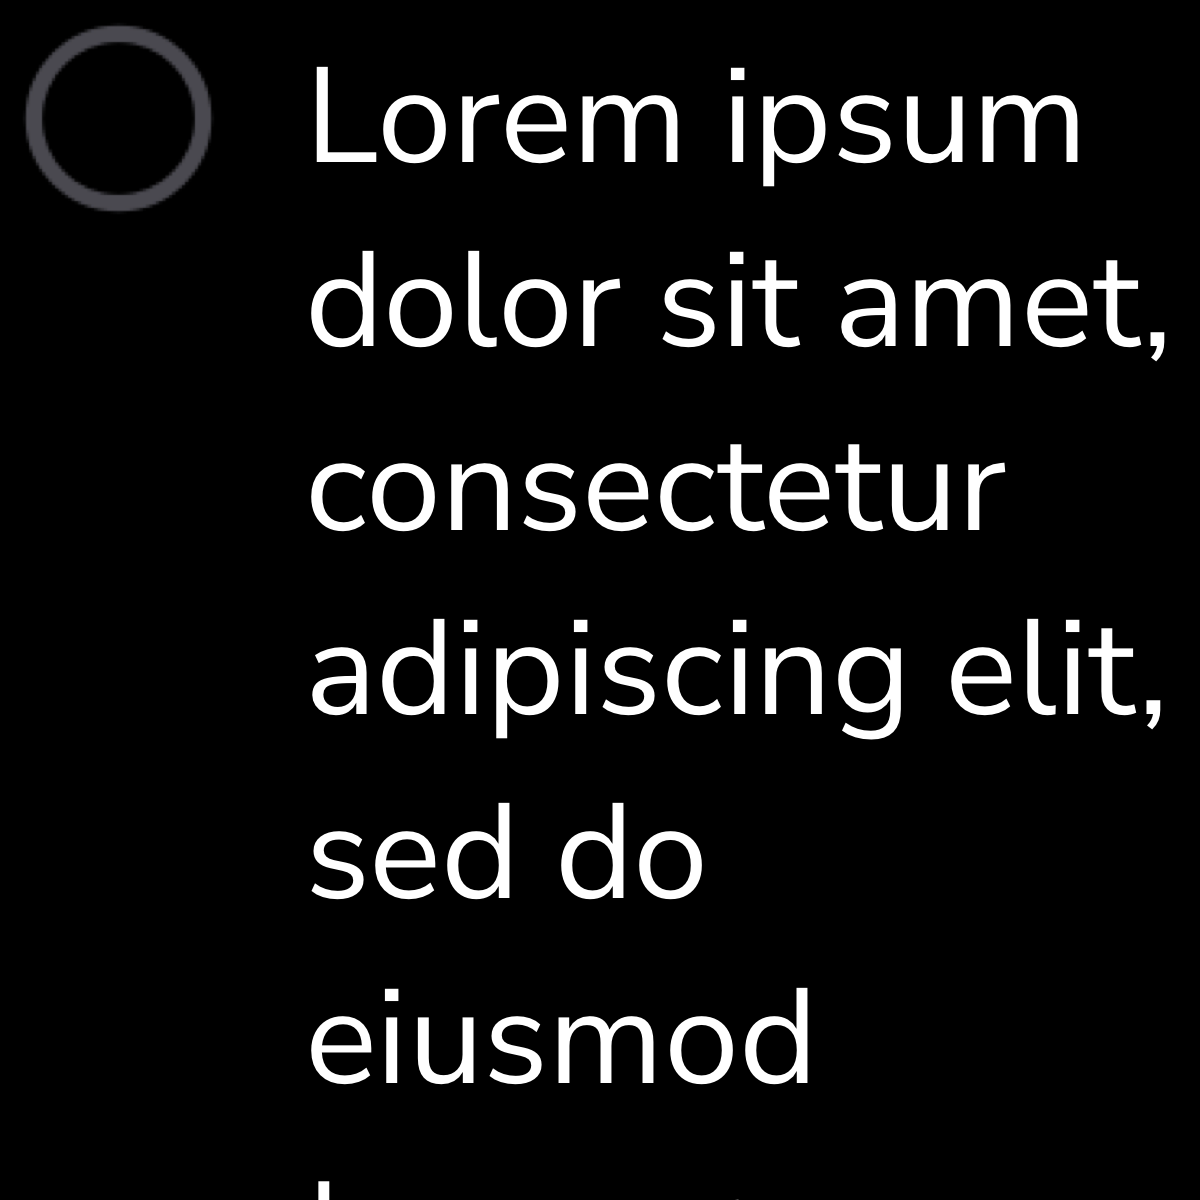 Lorem ipsum
dolor sit amet,
consectetur
adipiscing elit,
sed do
eiusmod